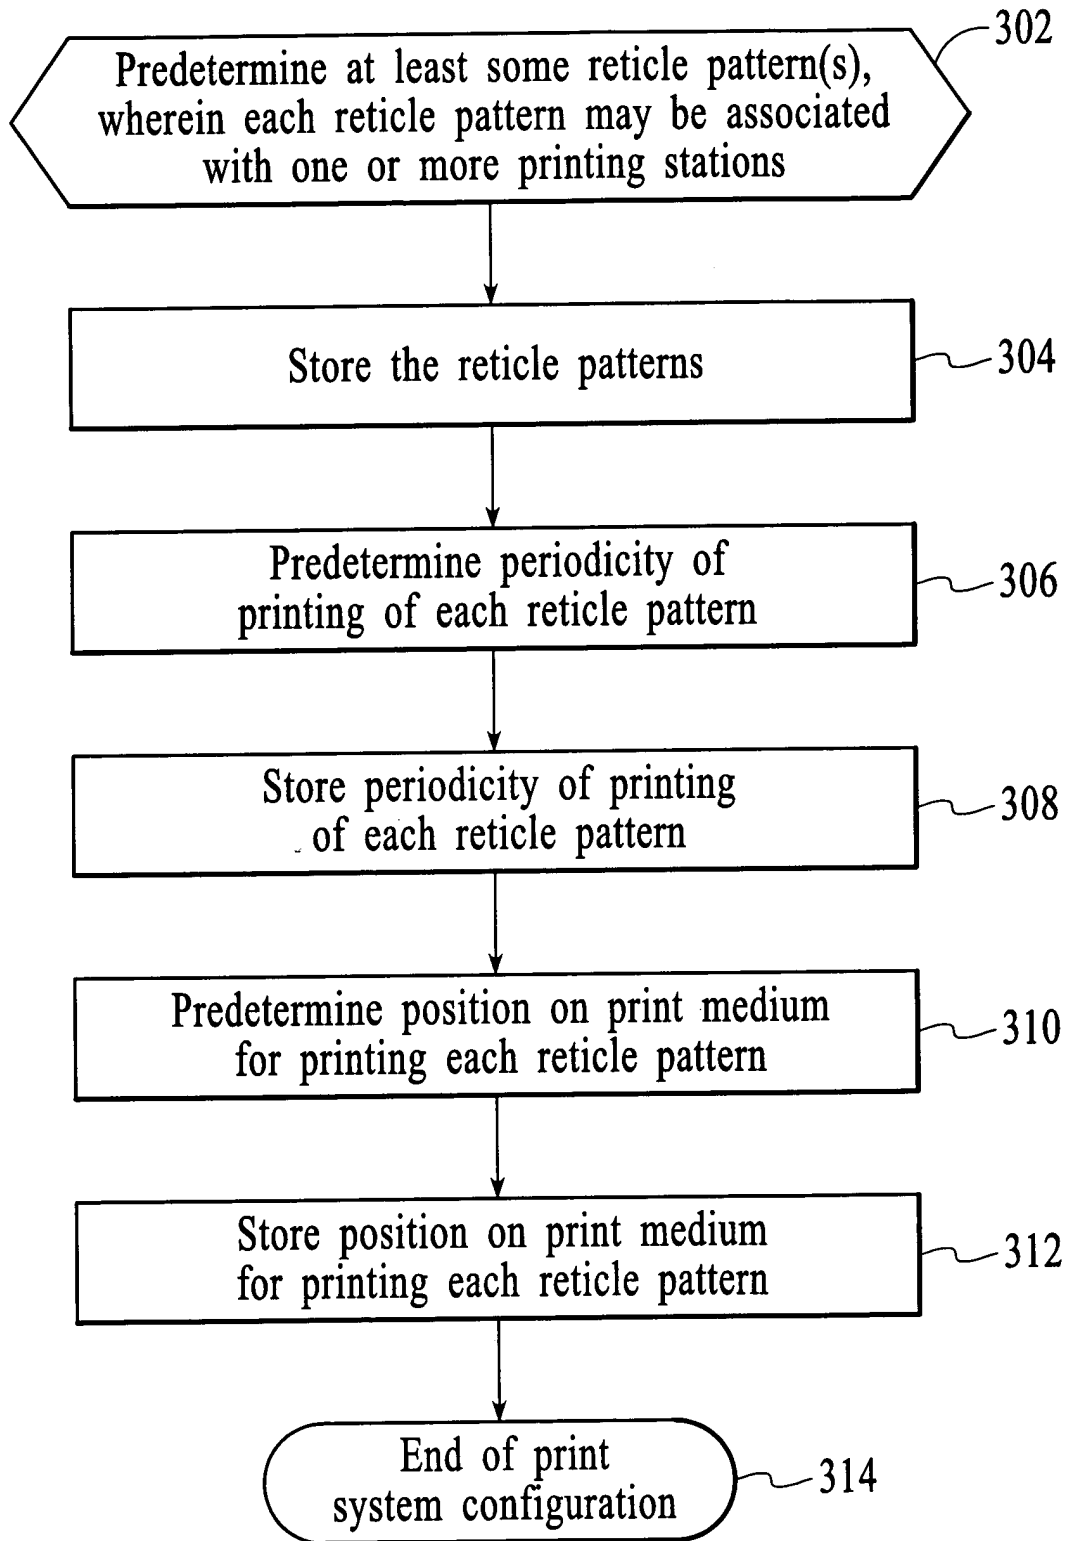 302
Predetermine at least some reticle pattern(s),
wherein each reticle pattern may be associated
with one or more printing stations
Store the reticle patterns
304
Predetermine periodicity of
printing of each reticle pattern
306
Store periodicity of printing
of each reticle pattern
308
Predetermine position on print medium
for printing each reticle pattern
310
Store position on print medium
for printing each reticle pattern
312
End of print
system configuration
314